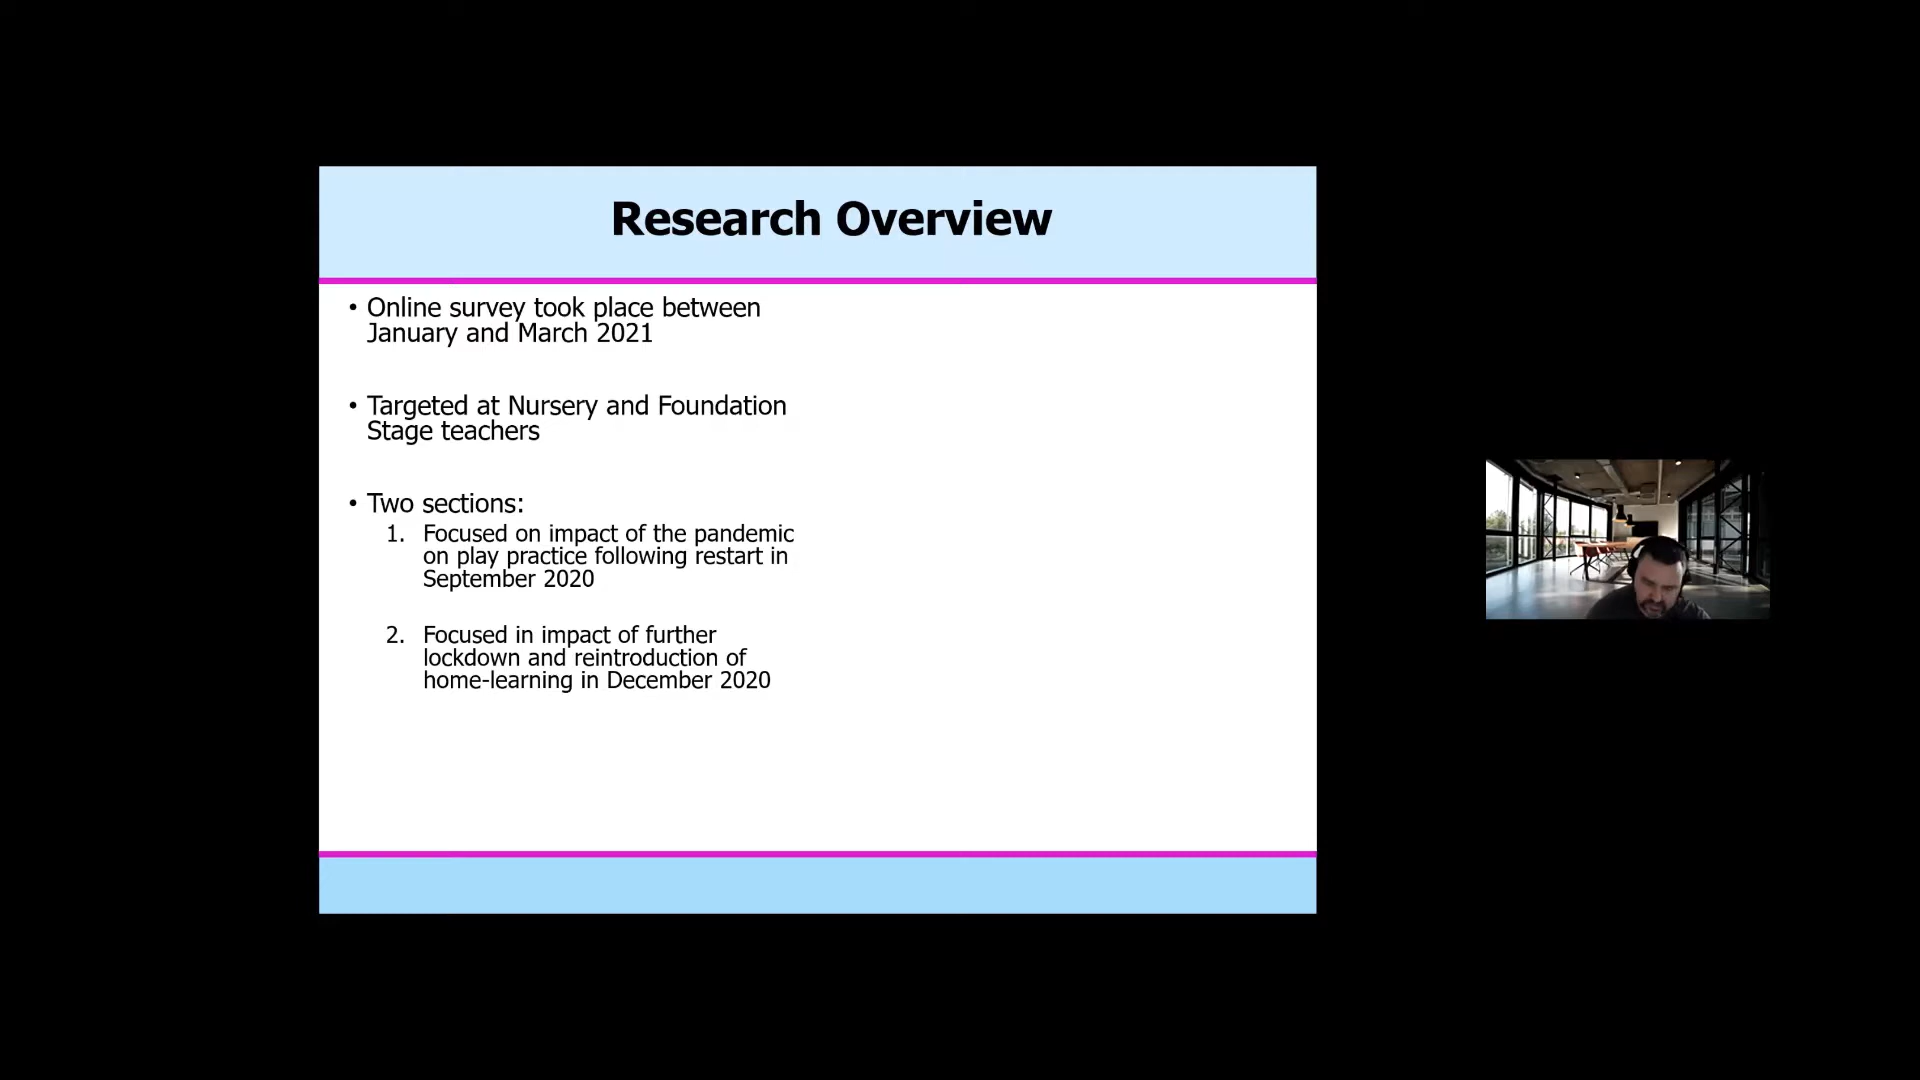 Research Overview
• Online survey took place between
January and March 2021
• Targeted at Nursery and Foundation
Stage teachers
• Two sections:
1. Focused on impact of the pandemic
on play practice following restart in
September 2020
2. Focused in impact of further
lockdown and reintroduction of
home-learning in December 2020